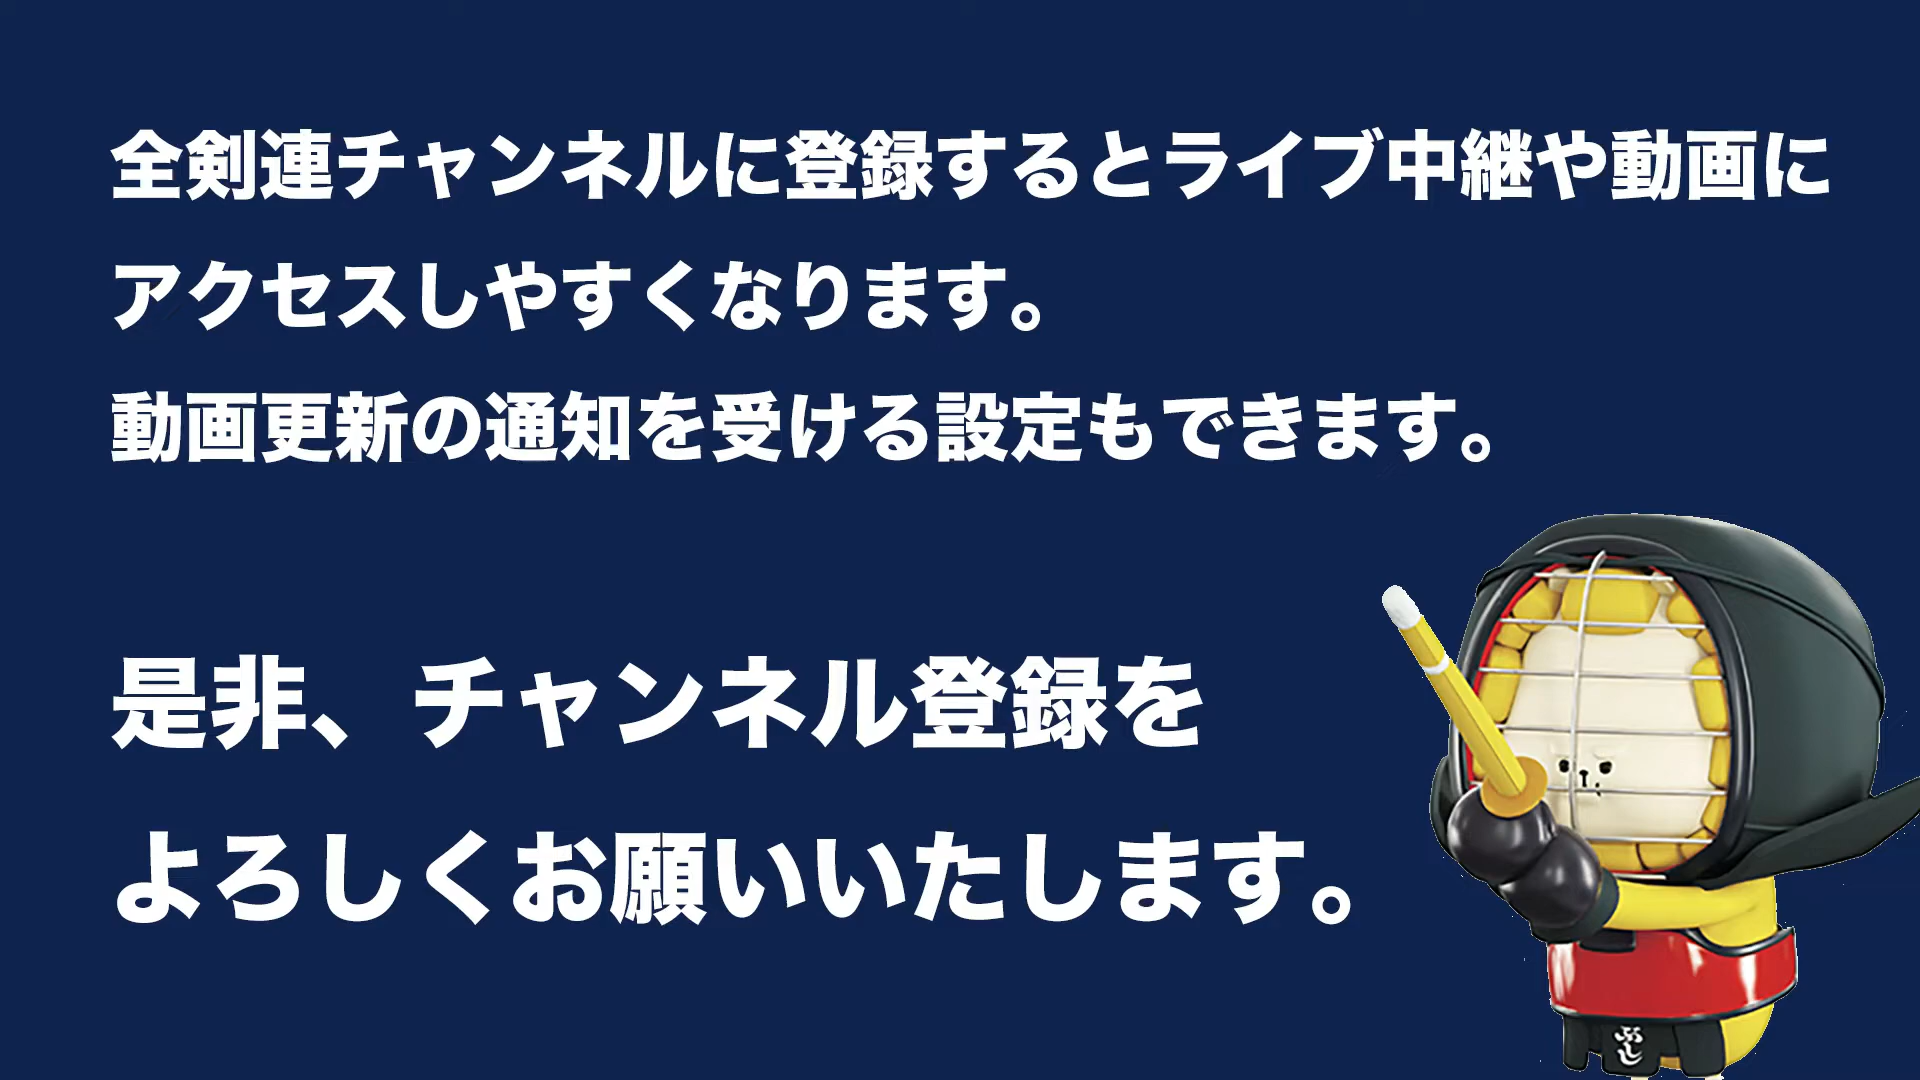 全剣連チャンネルに登録するとライブ中継や動画に
アクセスしやすくなります。
動画更新の通知を受ける設定もできます。
是非、チャンネル登録を
よろしくお願いいたします。
ぶし